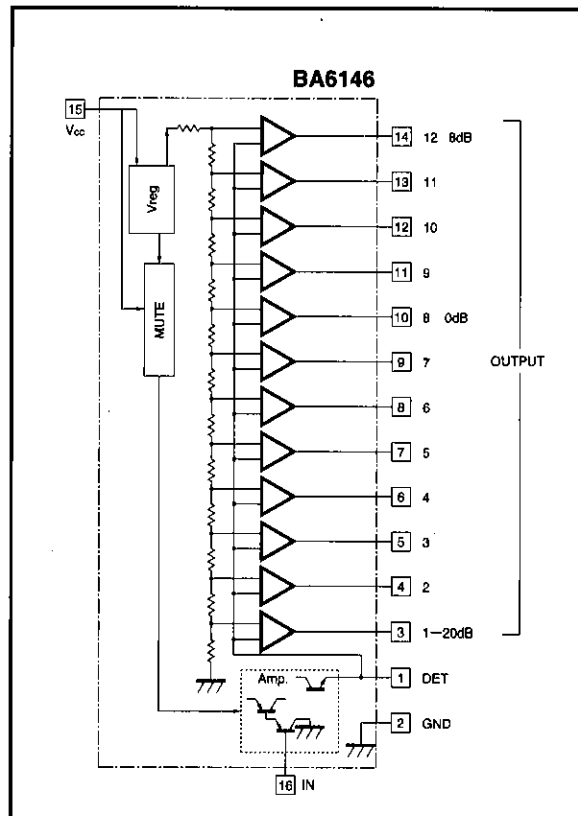 BA6146
15
Vcc
Vreg
MUTE
14 12 8dB
13 11
12 10
11 9
10 8 0dB
9 7
8 6
7 5
6 4
5 3
4 2
3 1–20dB
OUTPUT
Amp.
1 DET
2 GND
16 IN